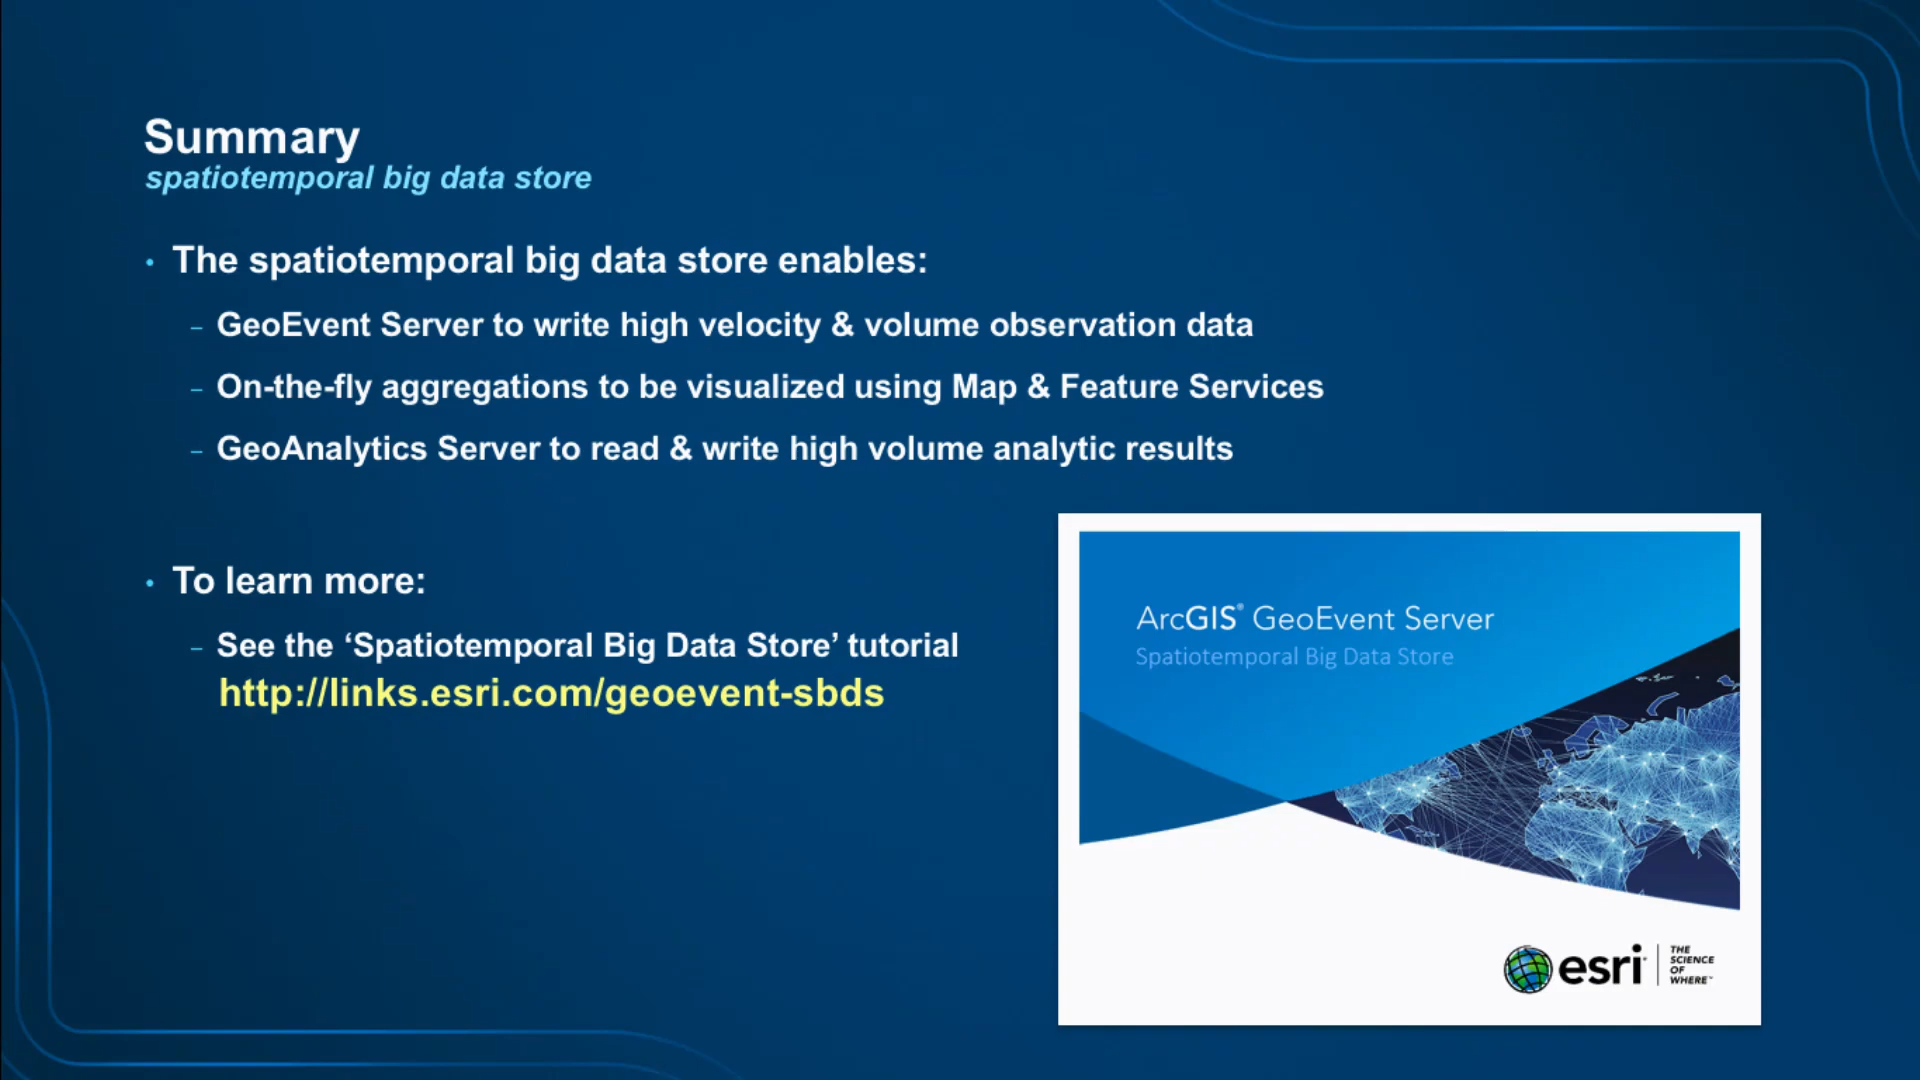 Summary
spatiotemporal big data store
• The spatiotemporal big data store enables:
– GeoEvent Server to write high velocity & volume observation data
– On-the-fly aggregations to be visualized using Map & Feature Services
– GeoAnalytics Server to read & write high volume analytic results
• To learn more:
– See the ‘Spatiotemporal Big Data Store’ tutorial
http://links.esri.com/geoevent-sbds
ArcGIS® GeoEvent Server
Spatiotemporal Big Data Store
esri
THE
SCIENCE
OF
WHERE™